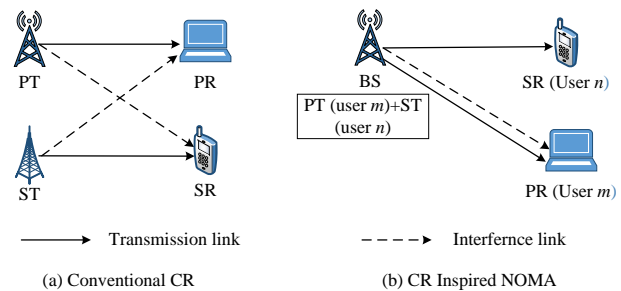 PT
PR
ST
SR
BS
PT (user m)+ST
(user n)
SR (User n)
PR (User m)
Transmission link
Interfernce link
(a) Conventional CR
(b) CR Inspired NOMA